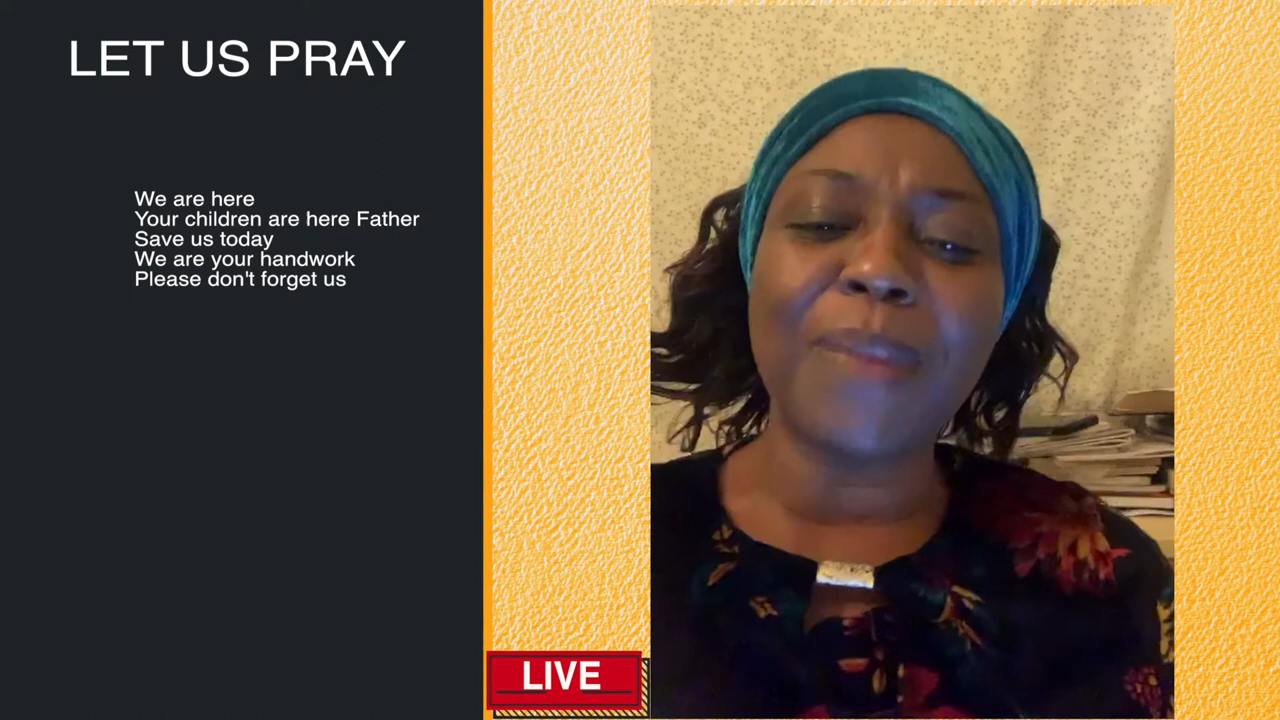 LET US PRAY
We are here
Your children are here Father
Save us today
We are your handwork
Please don't forget us
LIVE